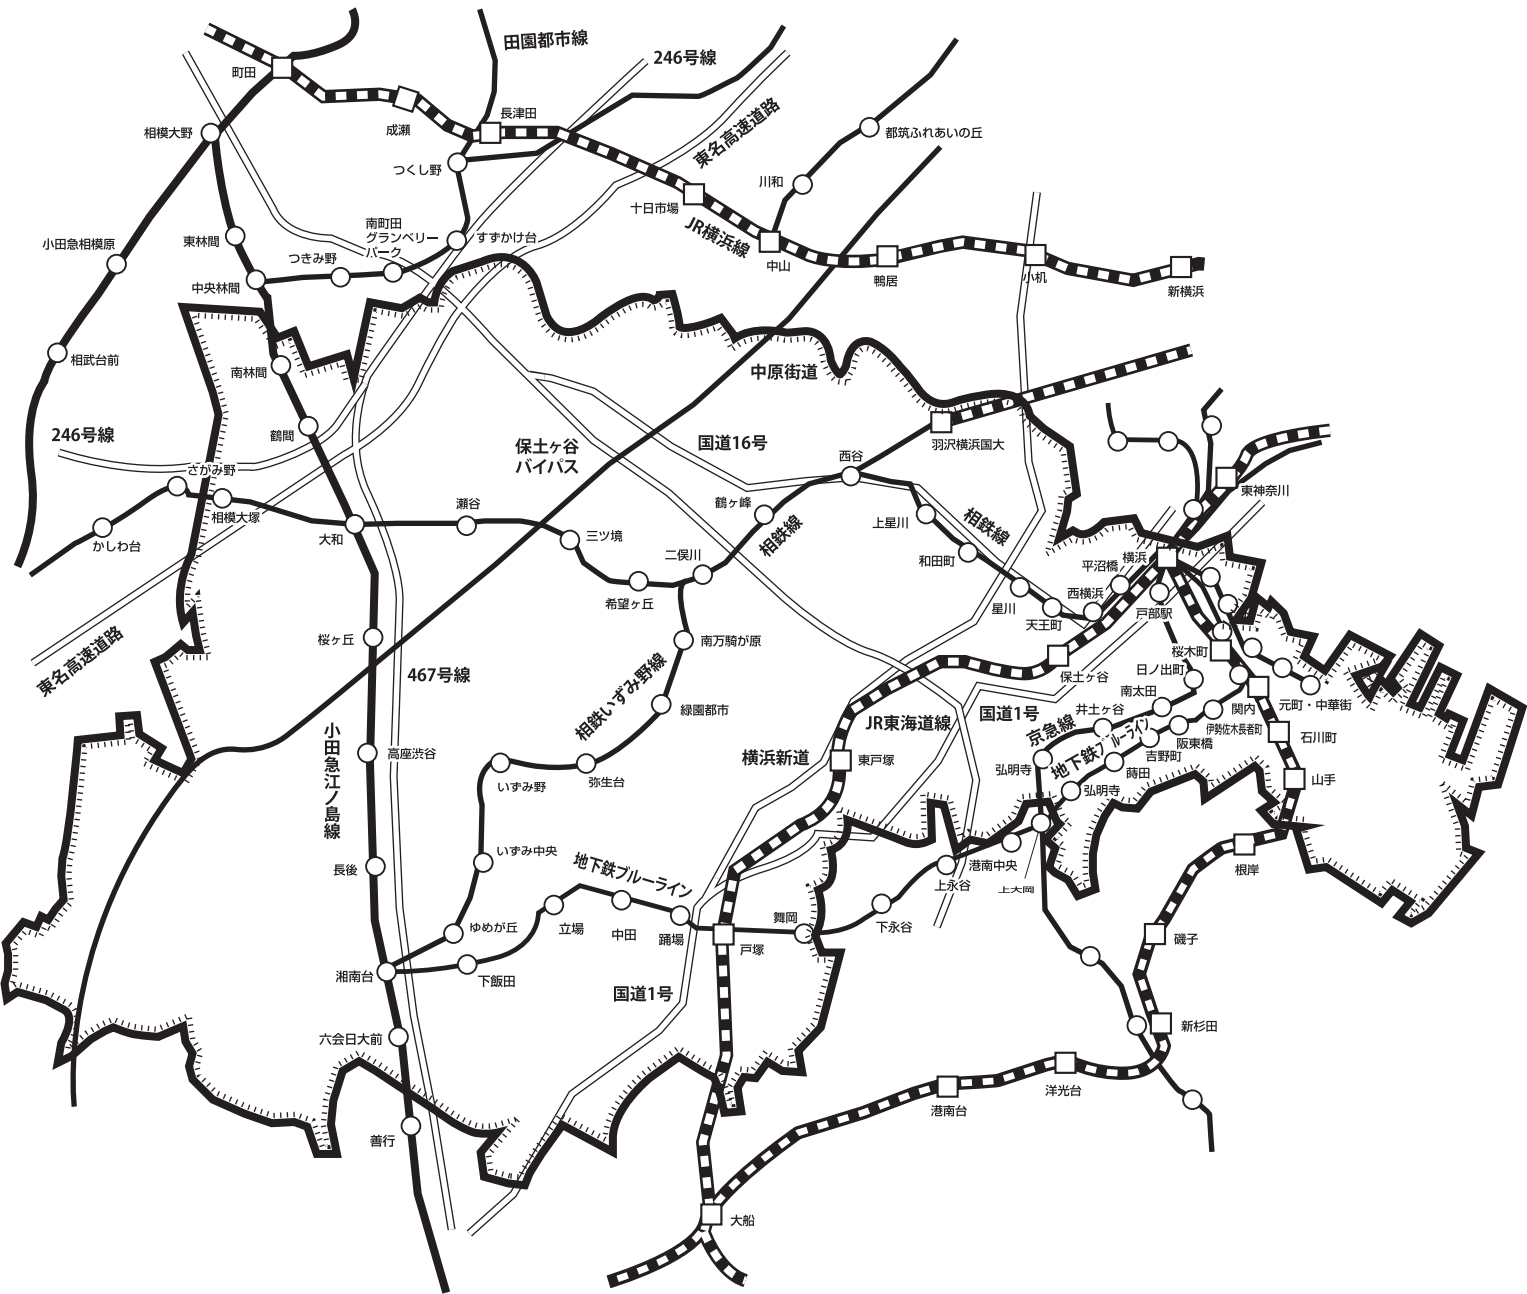 田園都市線
246号線
町田
成瀬
長津田
相模大野
つくし野
東名高速道路
都筑ふれあいの丘
川和
十日市場
JR横浜線
中山
鴨居
小机
新横浜
小田急相模原
東林間
南町田
グランベリー
パーク
すずかけ台
つきみ野
中央林間
相武台前
南林間
中原街道
246号線
鶴間
保土ヶ谷
バイパス
国道16号
羽沢横浜国大
西谷
さがみ野
相模大塚
かしわ台
大和
瀬谷
三ツ境
希望ヶ丘
二俣川
鶴ヶ峰
相鉄線
上星川
相鉄線
和田町
星川
天王町
西横浜
平沼橋
横浜
東神奈川
戸部駅
桜木町
日ノ出町
南太田
保土ヶ谷
東名高速道路
桜ヶ丘
467号線
南万騎が原
相鉄いずみ野線
緑園都市
JR東海道線
国道1号
井土ヶ谷
京急線
関内
伊勢佐木長者町
元町・中華街
石川町
阪東橋
吉野町
地下鉄ブルーライン
蒔田
弘明寺
弘明寺
山手
小田急江ノ島線
高座渋谷
横浜新道
東戸塚
いずみ野
弥生台
長後
いずみ中央
地下鉄ブルーライン
港南中央
上大岡
上永谷
根岸
ゆめが丘
立場
中田
踊場
戸塚
舞岡
下永谷
磯子
湘南台
下飯田
国道1号
六会日大前
新杉田
洋光台
港南台
善行
大船